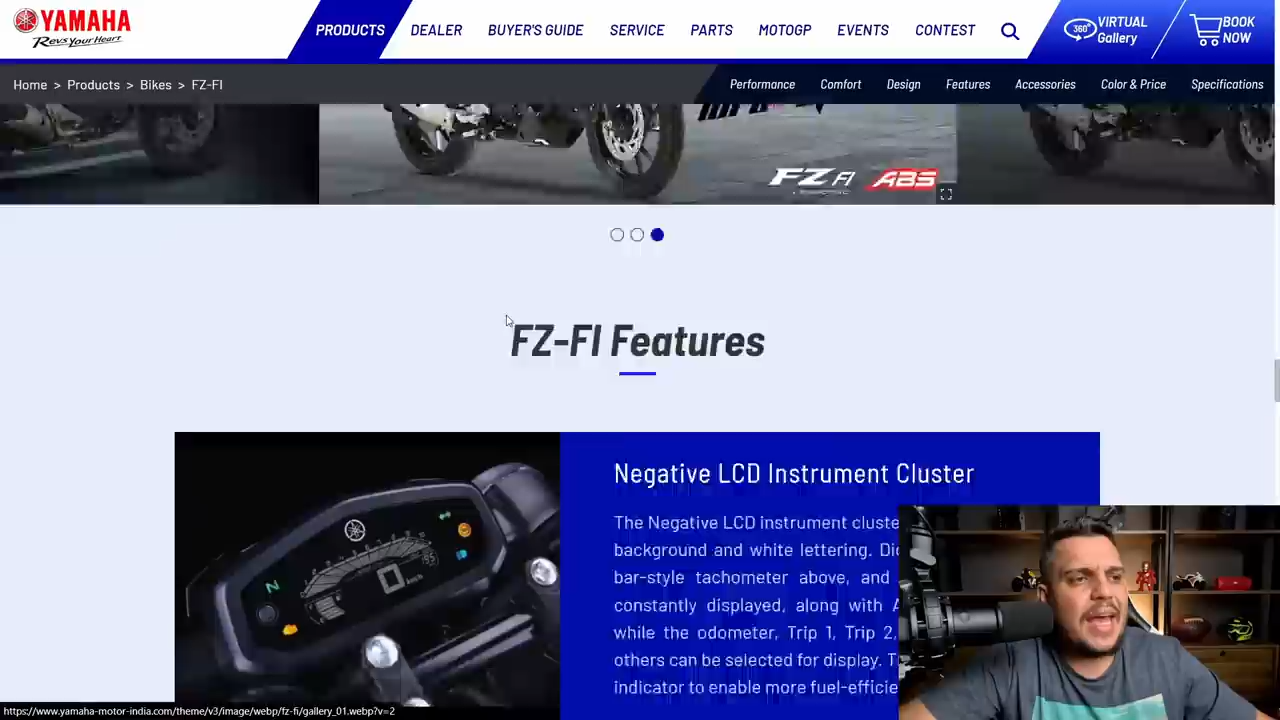 YAMAHA
Revs Your Heart
PRODUCTS
DEALER
BUYER'S GUIDE
SERVICE
PARTS
MOTOGP
EVENTS
CONTEST
360°
VIRTUAL
Gallery
BOOK
NOW
Home > Products > Bikes > FZ-FI
Performance
Comfort
Design
Features
Accessories
Color & Price
Specifications
FZ FI ABS
FZ-FI Features
Negative LCD Instrument Cluster
The Negative LCD instrument cluste
background and white lettering. Dig
bar-style tachometer above, and
constantly displayed, along with A
while the odometer, Trip 1, Trip 2,
others can be selected for display. T
indicator to enable more fuel-efficie
N
0 km/h
https://www.yamaha-motor-india.com/theme/v3/image/webp/fz-fi/gallery_01.webp?v=2